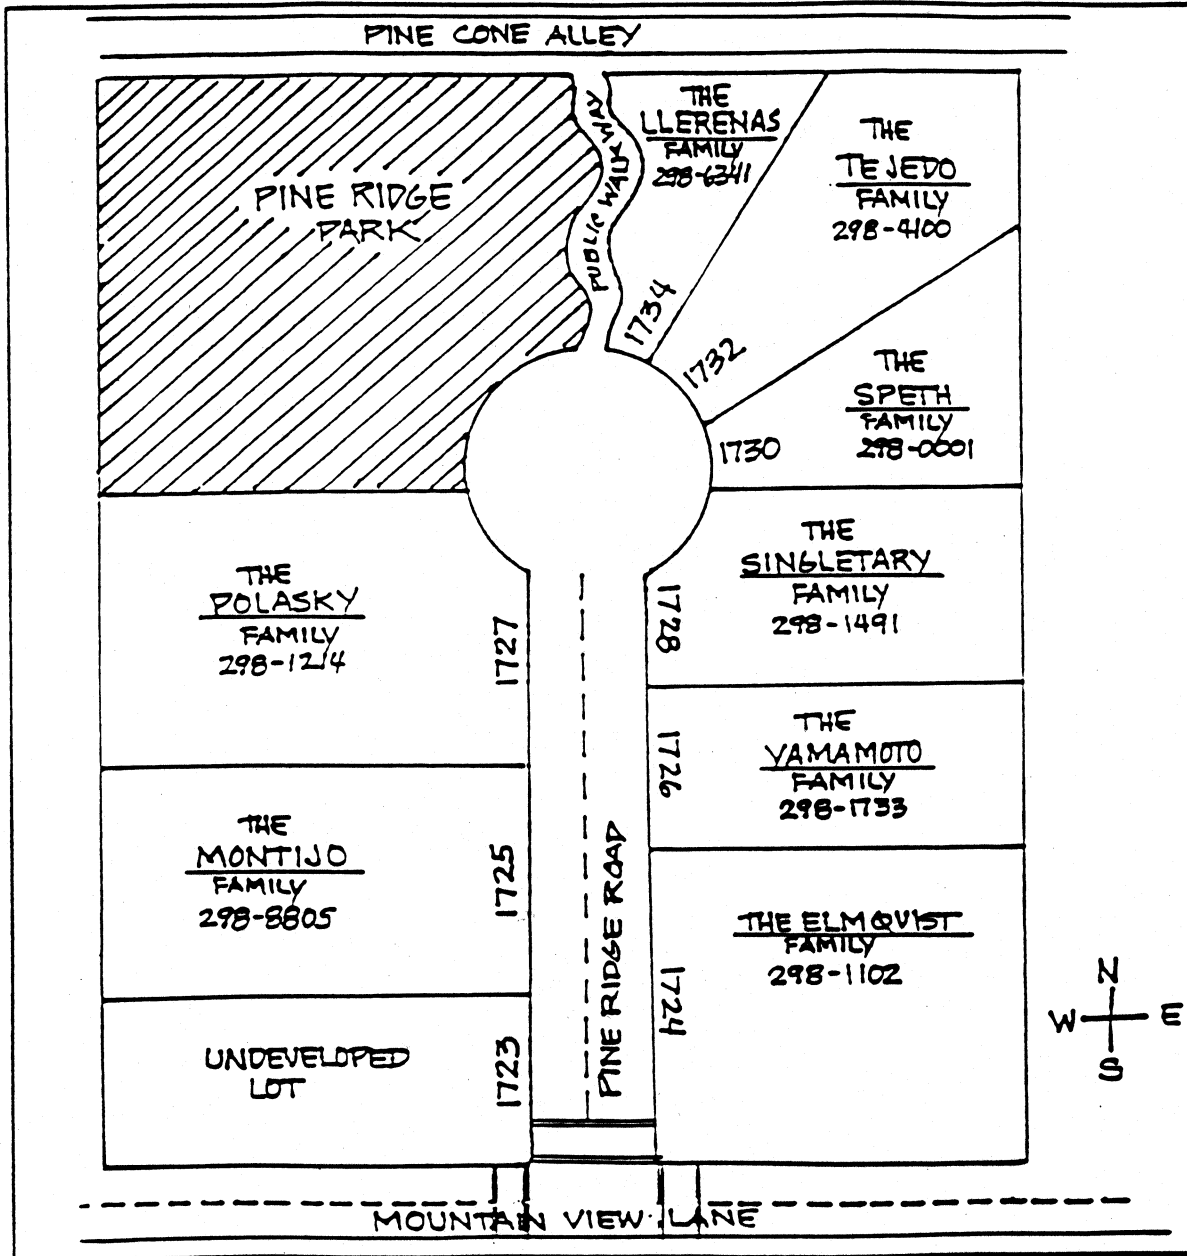 PINE CONE ALLEY
PINE RIDGE
PARK
PUBLIC WALKWAY
THE
LLERENAS
FAMILY
298-6341
1734
THE
TEJEDO
FAMILY
298-4100
1732
THE
SPETH
FAMILY
298-0001
1730
THE
POLASKY
FAMILY
298-1214
1727
THE
SINGLETARY
FAMILY
298-1491
1728
THE
YAMAMOTO
FAMILY
298-1733
1726
THE
MONTIJO
FAMILY
298-8805
1725
PINE RIDGE ROAD
THE ELMQVIST
FAMILY
298-1102
1724
UNDEVELOPED
LOT
1723
N
W E
S
MOUNTAIN VIEW LANE